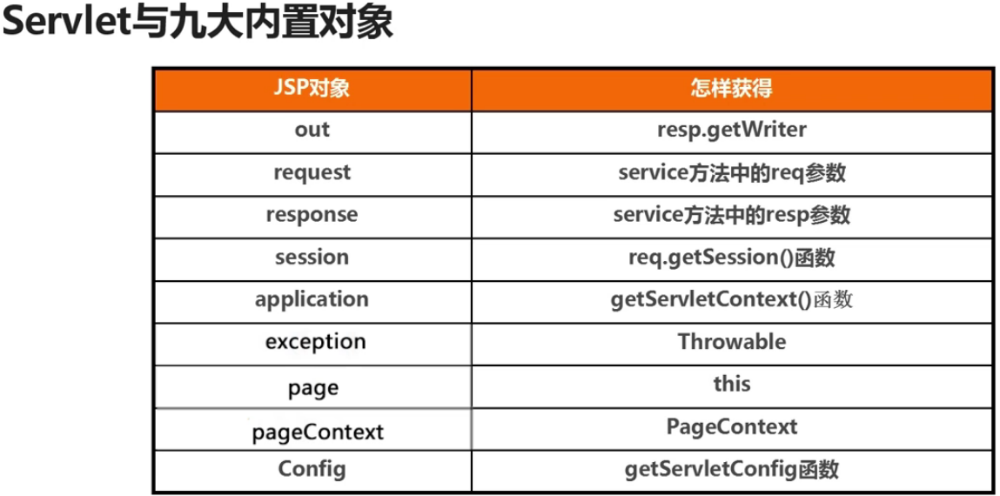 Servlet与九大内置对象
JSP对象 怎样获得
out resp.getWriter
request service方法中的req参数
response service方法中的resp参数
session req.getSession()函数
application getServletContext()函数
exception Throwable
page this
pageContext PageContext
Config getServletConfig函数